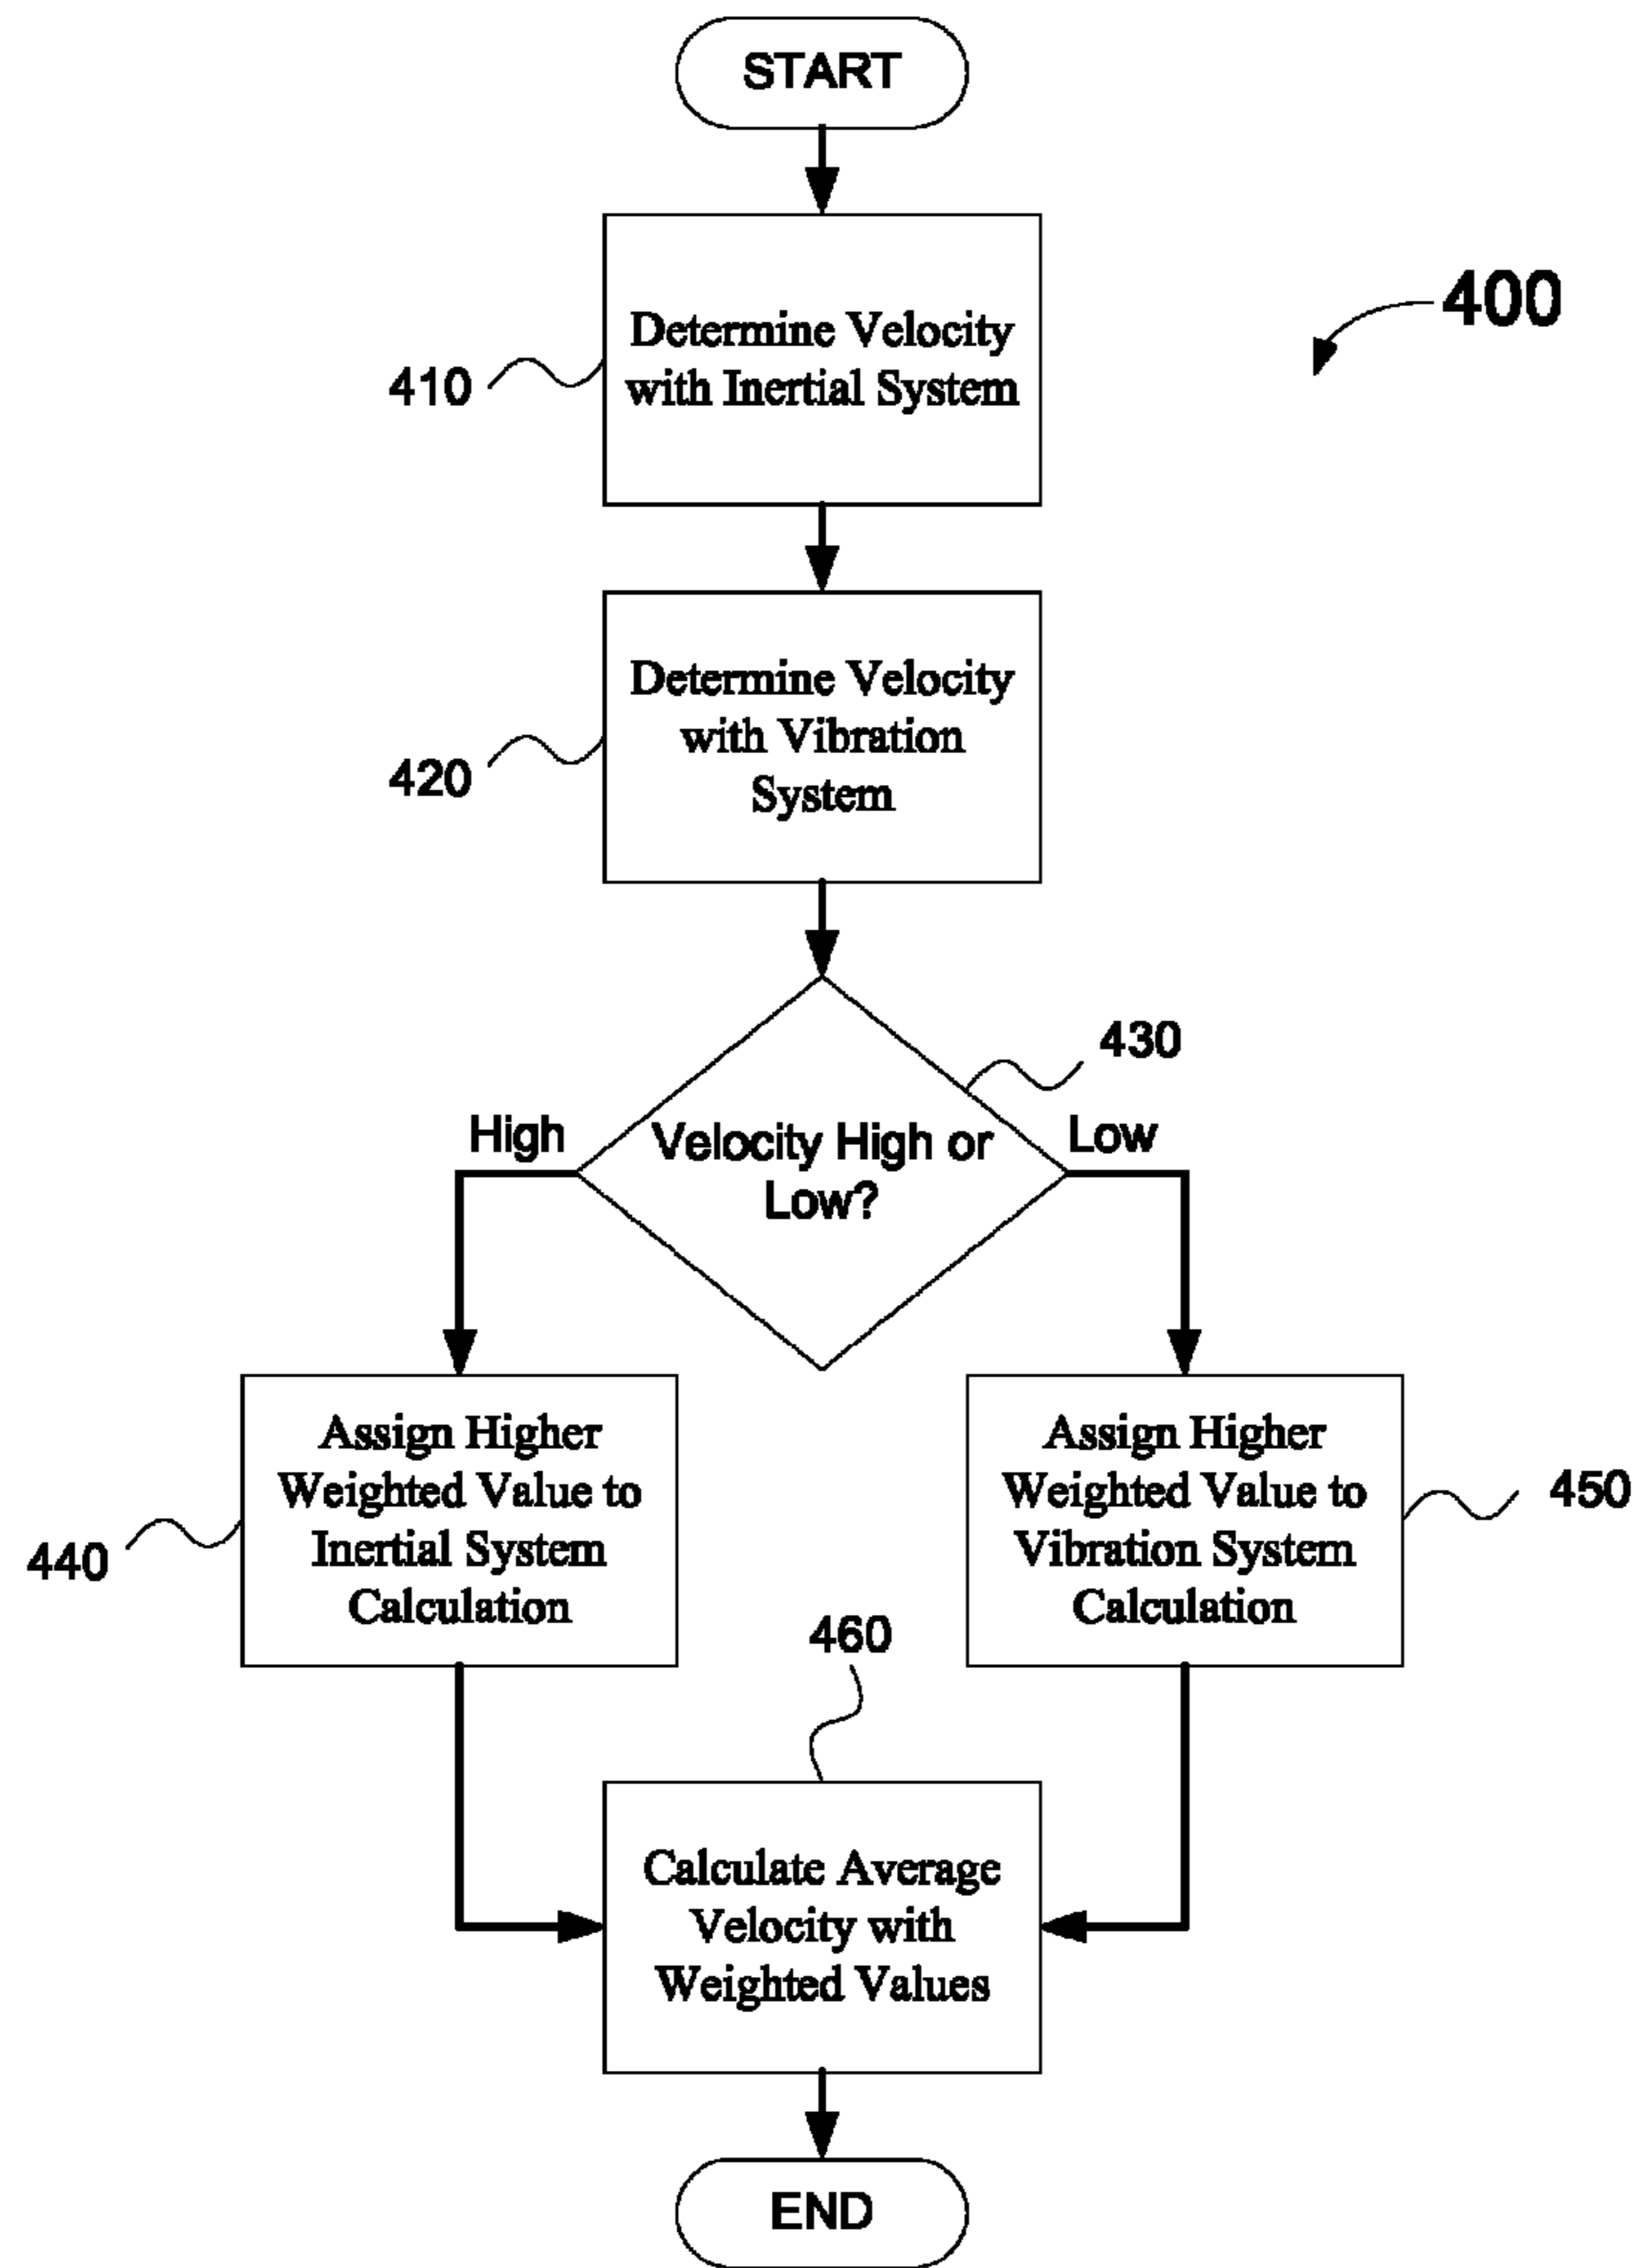 START
400
Determine Velocity
with Inertial System
410
Determine Velocity
with Vibration
System
420
430
High
Velocity High or
Low?
Low
Assign Higher
Weighted Value to
Inertial System
Calculation
440
Assign Higher
Weighted Value to
Vibration System
Calculation
450
460
Calculate Average
Velocity with
Weighted Values
END